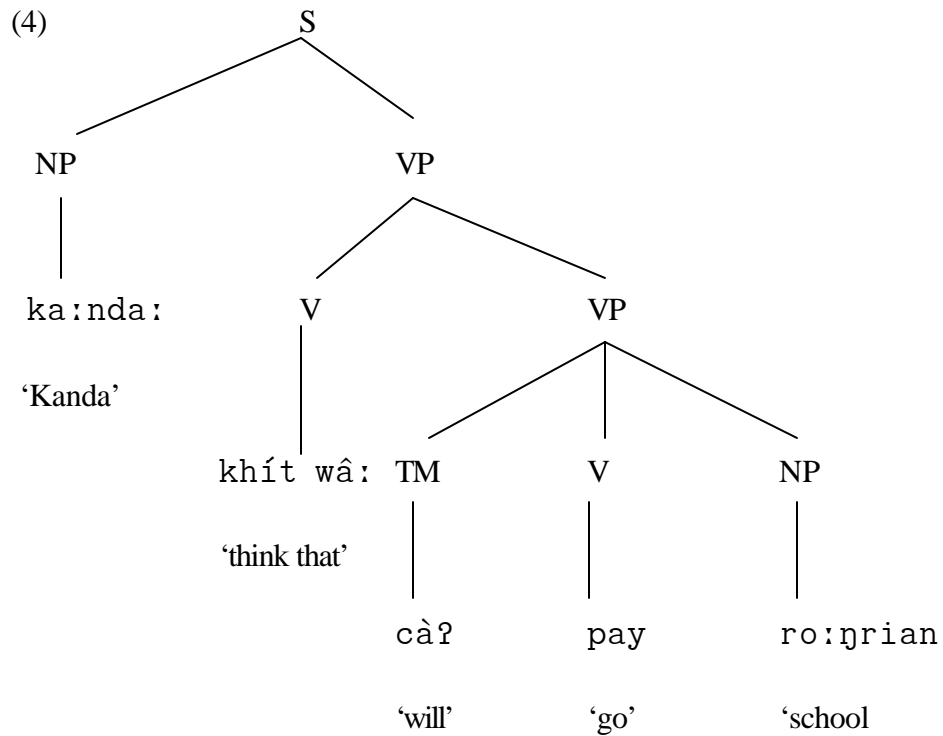 (4) S
NP VP
ka:nda: V VP
‘Kanda’
khít wâ: TM V NP
‘think that’
càʔ pay ro:ŋrian
‘will’ ‘go’ ‘school